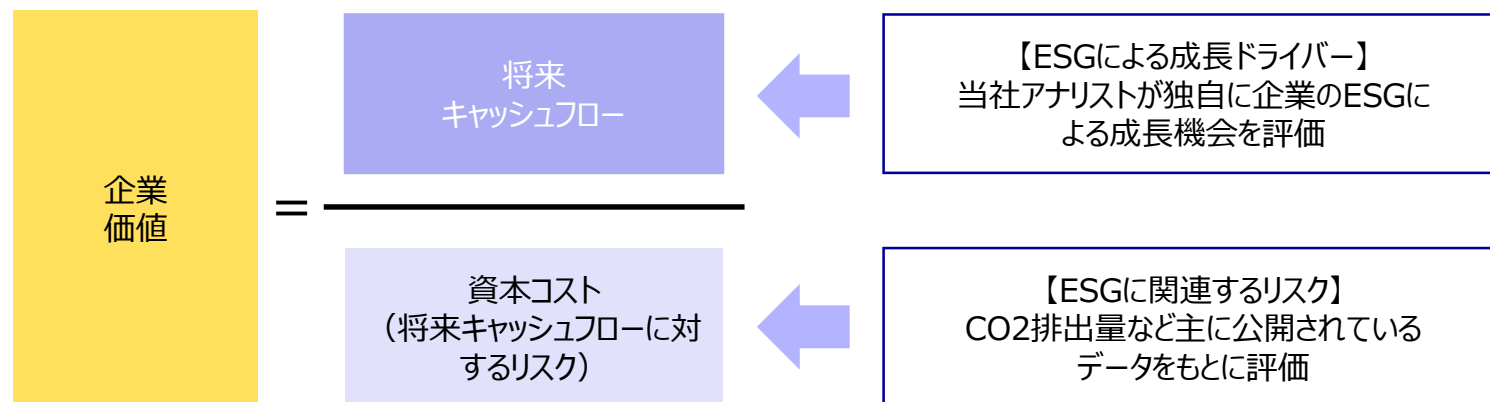 企業
価値
=
将来
キャッシュフロー
【ESGによる成長ドライバー】
当社アナリストが独自に企業のESGに
よる成長機会を評価
資本コスト
（将来キャッシュフローに対
するリスク）
【ESGに関連するリスク】
CO2排出量など主に公開されている
データをもとに評価